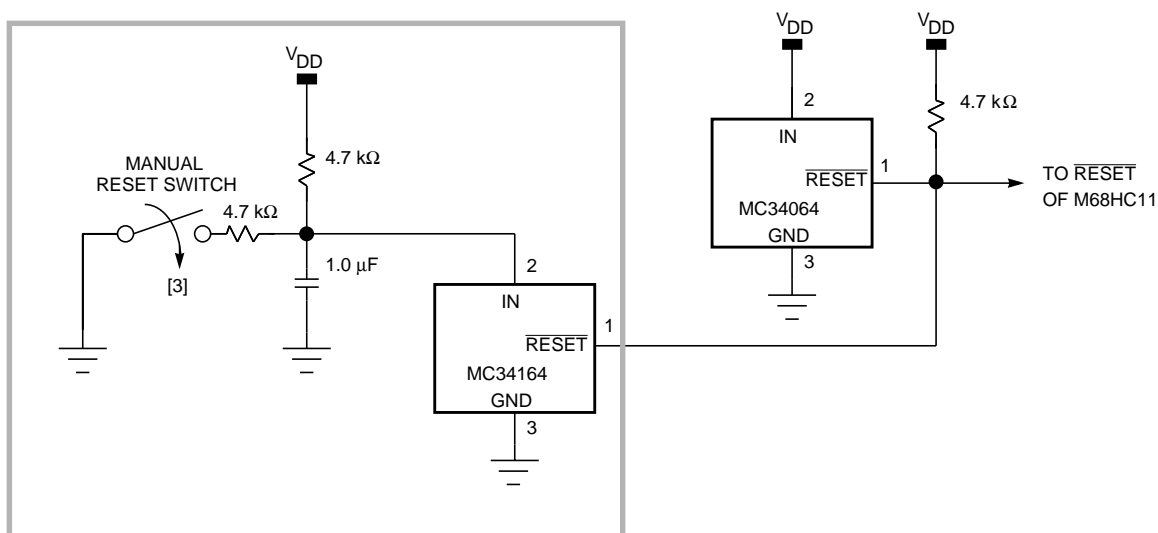 VDD
4.7 kΩ
MANUAL
RESET SWITCH
4.7 kΩ
[3]
1.0 µF
2
IN
RESET
1
MC34164
GND
3
VDD
2
IN
RESET
1
MC34064
GND
3
VDD
4.7 kΩ
TO RESET
OF M68HC11